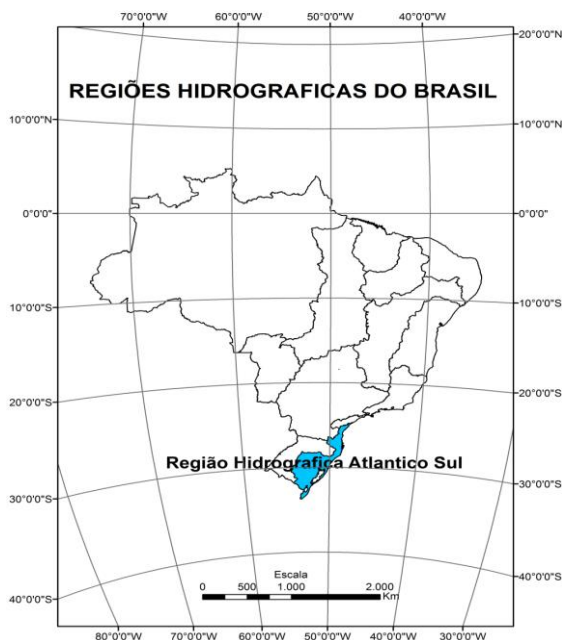 70°0'0"W 60°0'0"W 50°0'0"W 40°0'0"W
20°0'0"N
REGIÕES HIDROGRAFICAS DO BRASIL
10°0'0"N 10°0'0"N
0°0'0" 0°0'0"
10°0'0"S 10°0'0"S
20°0'0"S 20°0'0"S
Região Hidrografica Atlantico Sul
30°0'0"S 30°0'0"S
Escala
0 500 1.000 2.000
Km
40°0'0"S 40°0'0"S
80°0'0"W 70°0'0"W 60°0'0"W 50°0'0"W 40°0'0"W 30°0'0"W